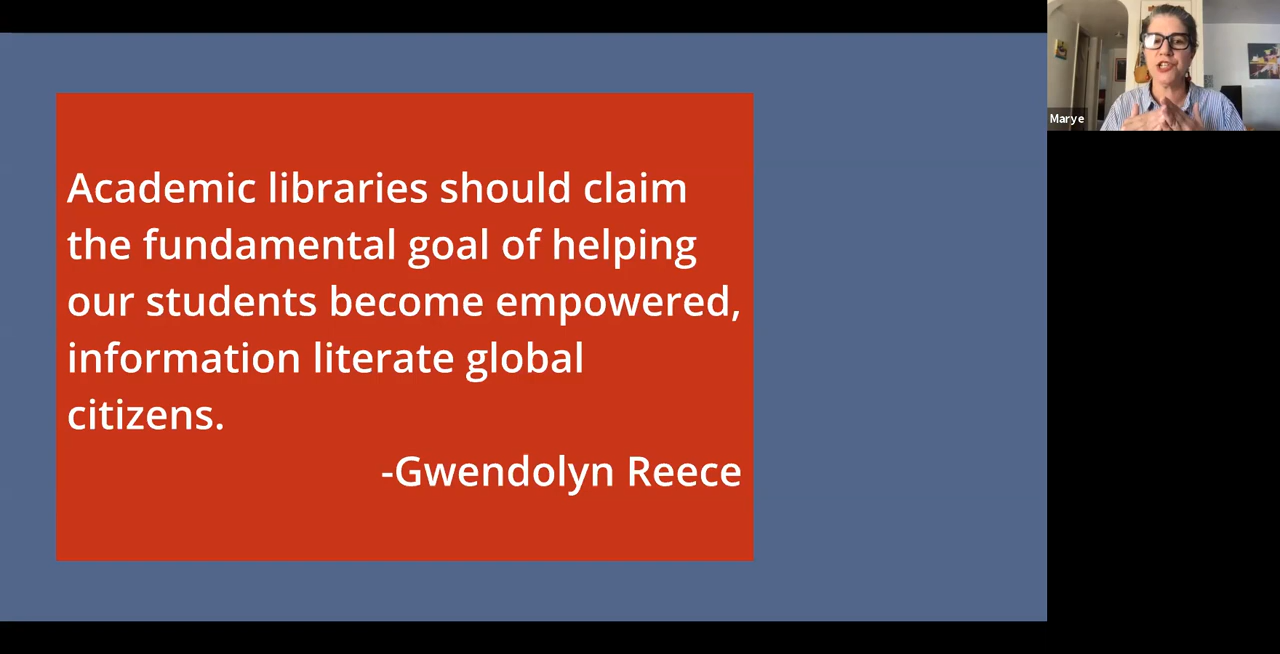 Academic libraries should claim
the fundamental goal of helping
our students become empowered,
information literate global
citizens.
-Gwendolyn Reece
Marye